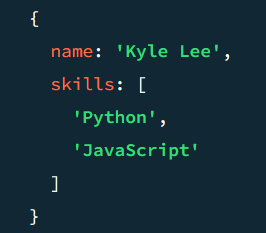 {
  name: 'Kyle Lee',
  skills: [
    'Python',
    'JavaScript'
  ]
}